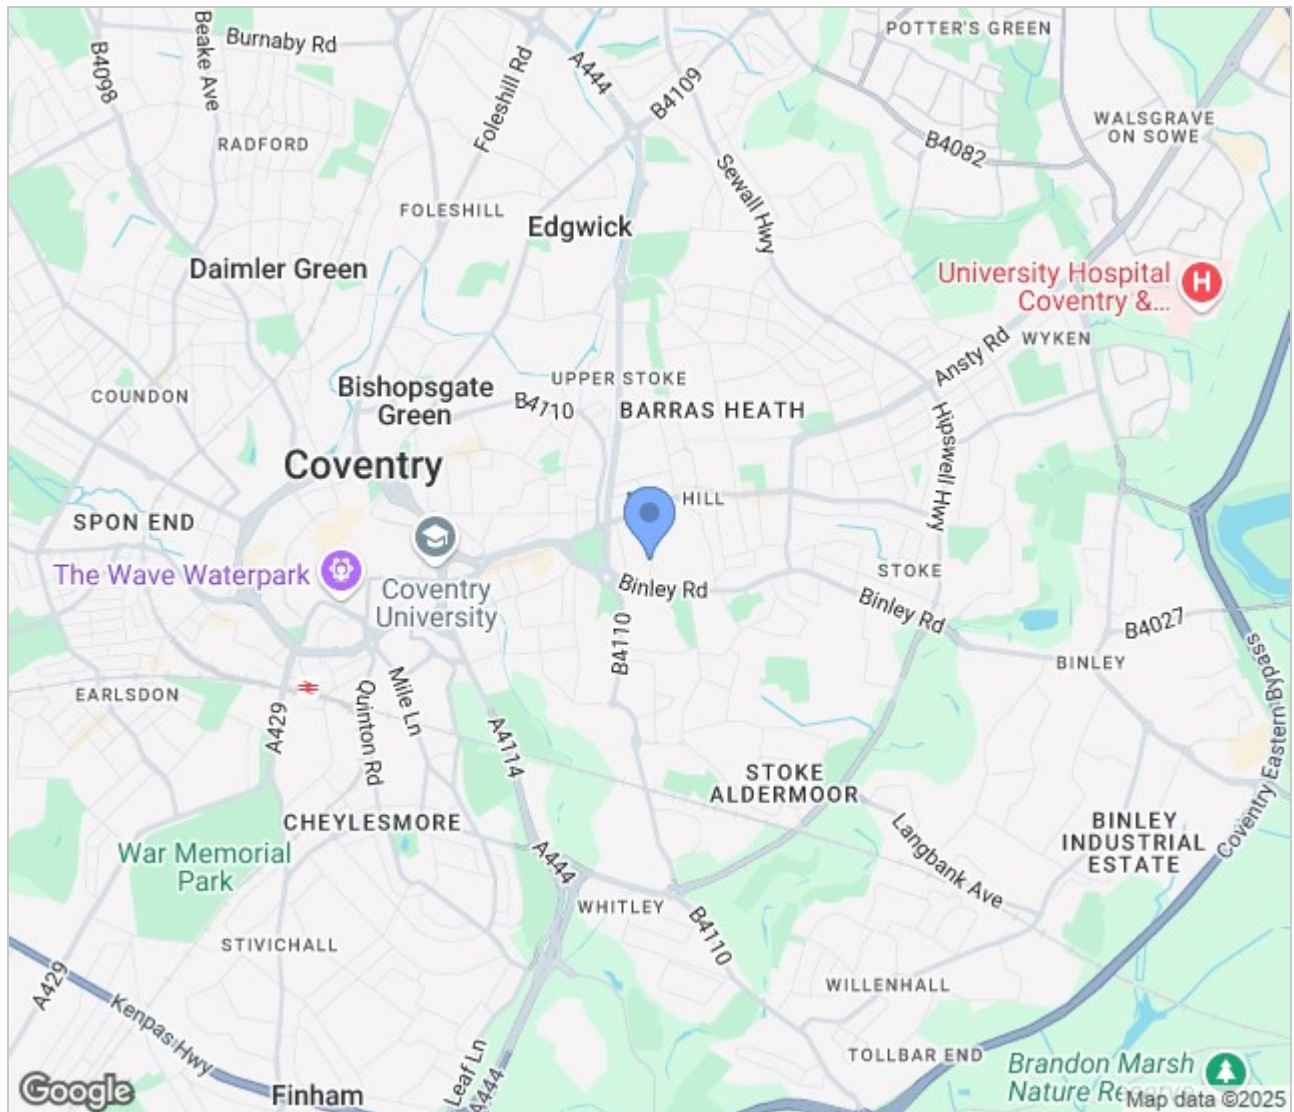 POTTER'S GREEN
Burnaby Rd
Beake Ave
B4098
Foleshill Rd
A444
B4109
WALSGRAVE
ON SOWE
RADFORD
B4082
Sewall Hwy
FOLESHILL
Edgwick
Daimler Green
University Hospital
Coventry &...
H
WYKEN
Ansty Rd
UPPER STOKE
Bishopsgate
Green
COUNDON
B4110
BARRAS HEATH
Hipswell Hwy
Coventry
HILL
SPON END
The Wave Waterpark
Coventry
University
Binley Rd
STOKE
Binley Rd
B4027
B4110
BINLEY
EARLSDON
Mile Ln
Quinton Rd
A429
A4114
Coventry Eastern Bypass
STOKE
ALDERMOOR
CHEYLESMORE
BINLEY
INDUSTRIAL
ESTATE
Langbank Ave
War Memorial
Park
A444
WHITLEY
B4110
STIVICHALL
A429
WILLENHALL
Kenpas Hwy
TOLLBAR END
Leaf Ln
A444
Brandon Marsh
Nature Reserve
Finham
Google
Map data ©2025